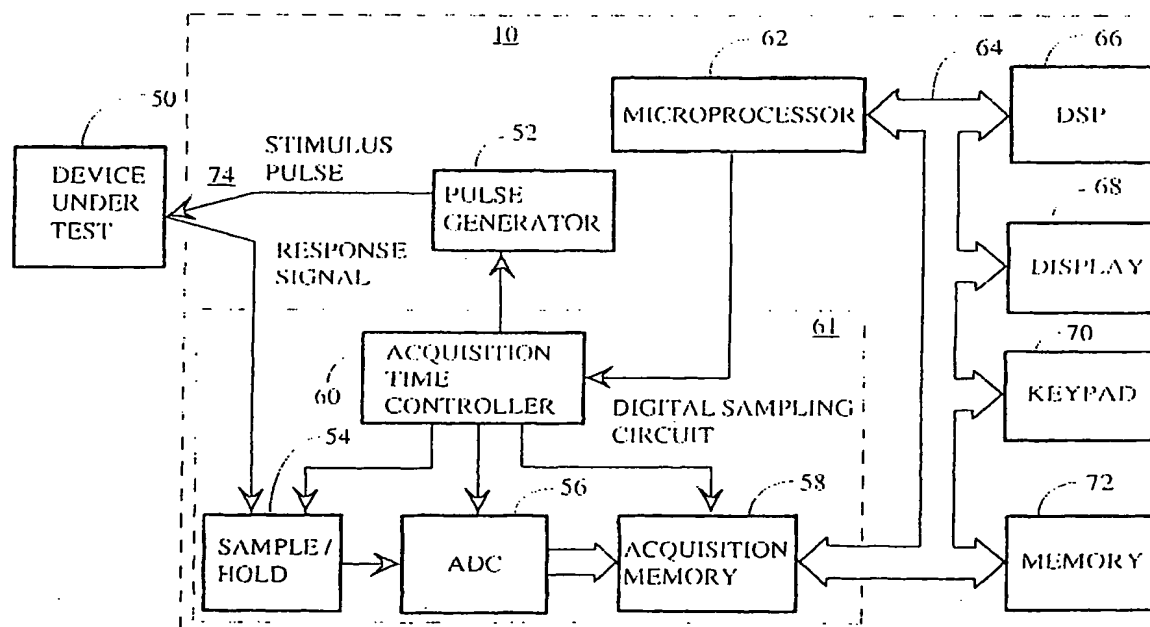 10
62
64
66
50
MICROPROCESSOR
DSP
STIMULUS
PULSE
52
DEVICE
UNDER
TEST
74
PULSE
GENERATOR
68
RESPONSE
SIGNAL
DISPLAY
61
ACQUISITION
TIME
CONTROLLER
60
70
KEYPAD
DIGITAL SAMPLING
CIRCUIT
54
56
58
72
SAMPLE/
HOLD
ADC
ACQUISITION
MEMORY
MEMORY